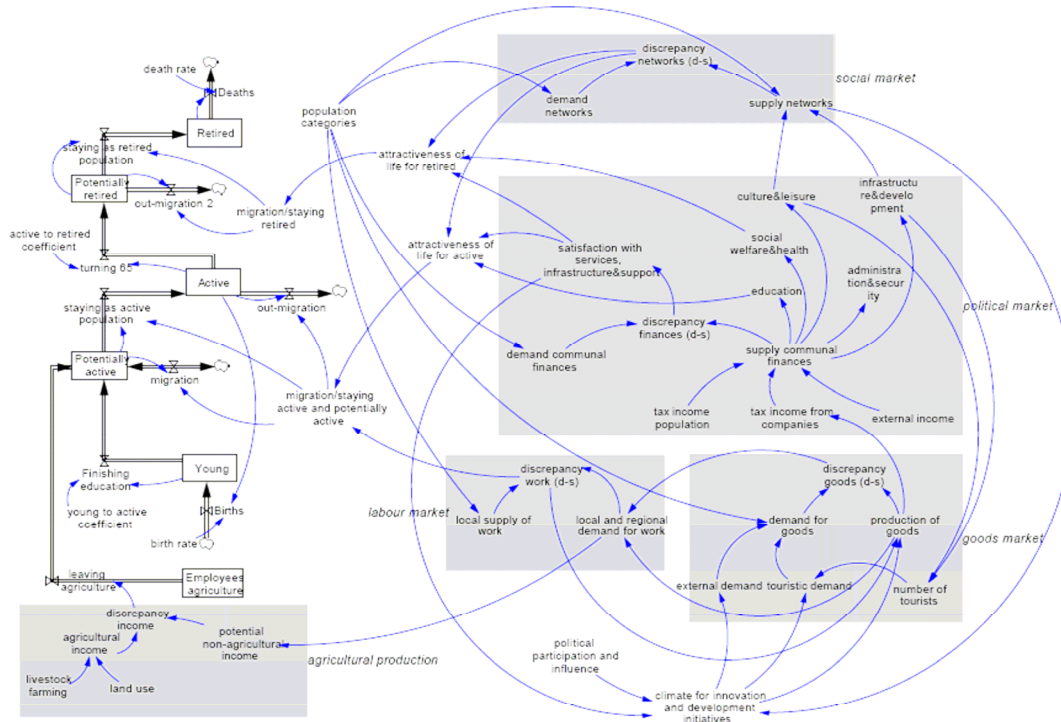 discrepancy
networks (d-s)
social market
death rate
Deaths
demand
networks
supply networks
population
categories
Retired
staying as retired
population
attractiveness of
life for retired
Potentially
retired
out-migration 2
migration/staying
retired
culture&leisure
infrastructu
re&develo
pment
active to retired
coefficient
turning 65
attractiveness of
life for active
satisfaction with
services,
infrastructure&support
social
welfare&health
administra
tion&secur
ity
Active
out-migration
education
political market
staying as active
population
discrepancy
finances (d-s)
Potentially
active
migration
demand communal
finances
supply communal
finances
migration/staying
active and potentially
active
tax income
population
tax income from
companies
external income
Finishing
education
Young
discrepancy
work (d-s)
discrepancy
goods (d-s)
young to active
coefficient
Births
labour market
local supply of
work
local and regional
demand for work
demand for
goods
production of
goods
goods market
birth rate
leaving
agriculture
Employees
agriculture
external demand
touristic demand
number of
tourists
discrepancy
income
agricultural
income
potential
non-agricultural
income
agricultural production
political
participation and
influence
livestock
farming
land use
climate for innovation
and development
initiatives